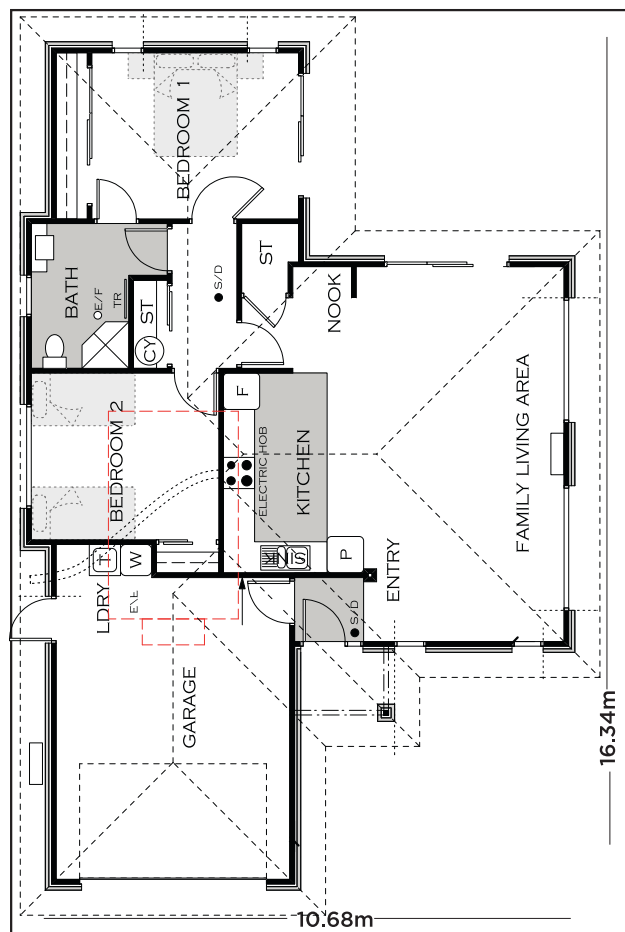 BEDROOM 1
BATH
E/F
TR
ST
CY
S/D
ST
NOOK
BEDROOM 2
F
ELECTRIC HOB
KITCHEN
FAMILY LIVING AREA
SINK
P
ENTRY
LDRY
T
W
E\E
S/D
GARAGE
16.34m
10.68m